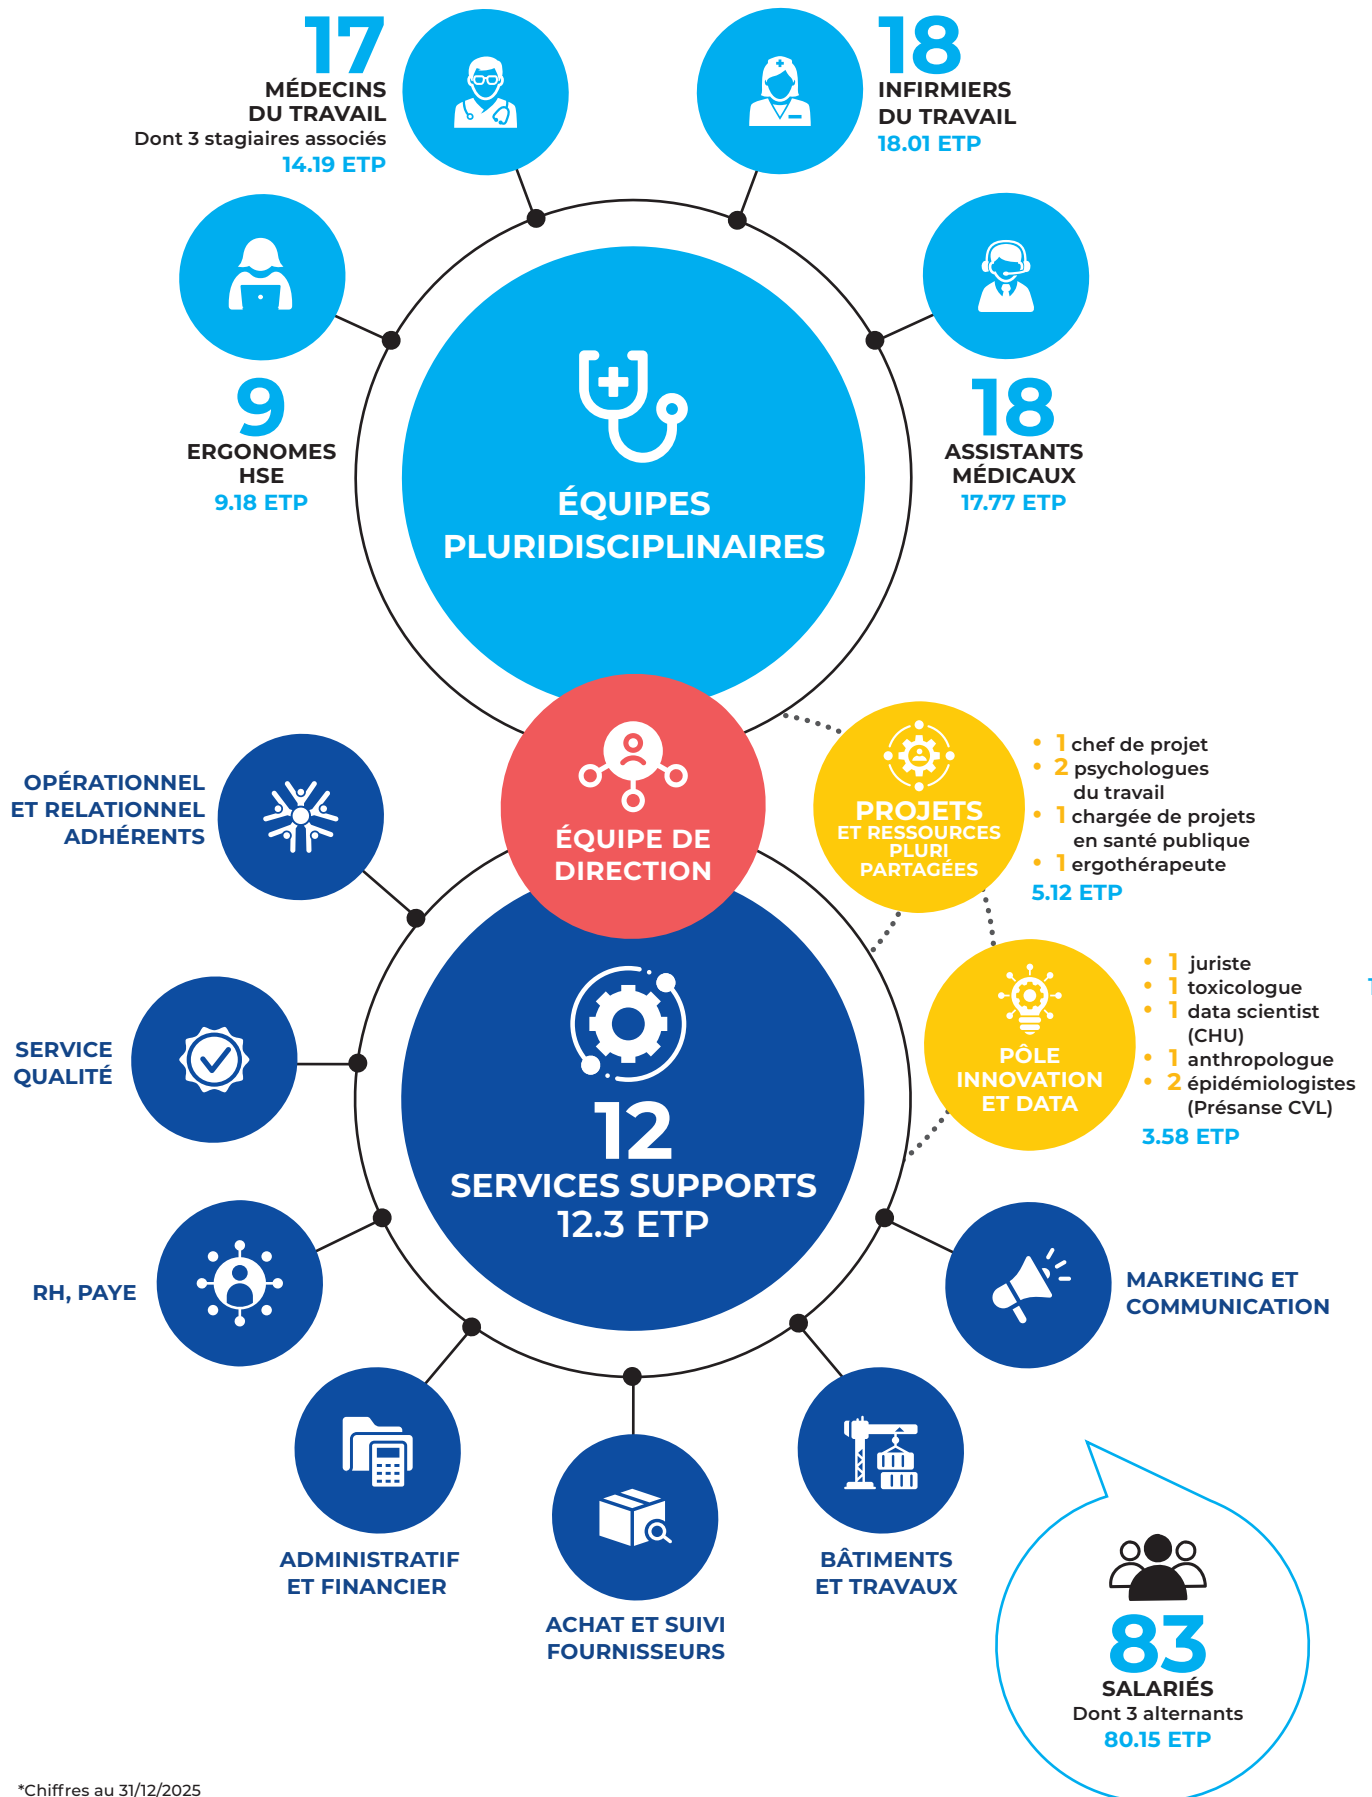 17
MÉDECINS
DU TRAVAIL
Dont 3 stagiaires associés
14.19 ETP
18
INFIRMIERS
DU TRAVAIL
18.01 ETP
9
ERGONOMES
HSE
9.18 ETP
18
ASSISTANTS
MÉDICAUX
17.77 ETP
ÉQUIPES
PLURIDISCIPLINAIRES
ÉQUIPE DE
DIRECTION
PROJETS
ET RESSOURCES
PLURI
PARTAGÉES
• 1 chef de projet
• 2 psychologues
du travail
• 1 chargée de projets
en santé publique
• 1 ergothérapeute
5.12 ETP
PÔLE
INNOVATION
ET DATA
• 1 juriste
• 1 toxicologue
• 1 data scientist
(CHU)
• 1 anthropologue
• 2 épidémiologistes
(Présanse CVL)
3.58 ETP
OPÉRATIONNEL
ET RELATIONNEL
ADHÉRENTS
SERVICE
QUALITÉ
12
SERVICES SUPPORTS
12.3 ETP
RH, PAYE
MARKETING ET
COMMUNICATION
ADMINISTRATIF
ET FINANCIER
ACHAT ET SUIVI
FOURNISSEURS
BÂTIMENTS
ET TRAVAUX
83
SALARIÉS
Dont 3 alternants
80.15 ETP
*Chiffres au 31/12/2025